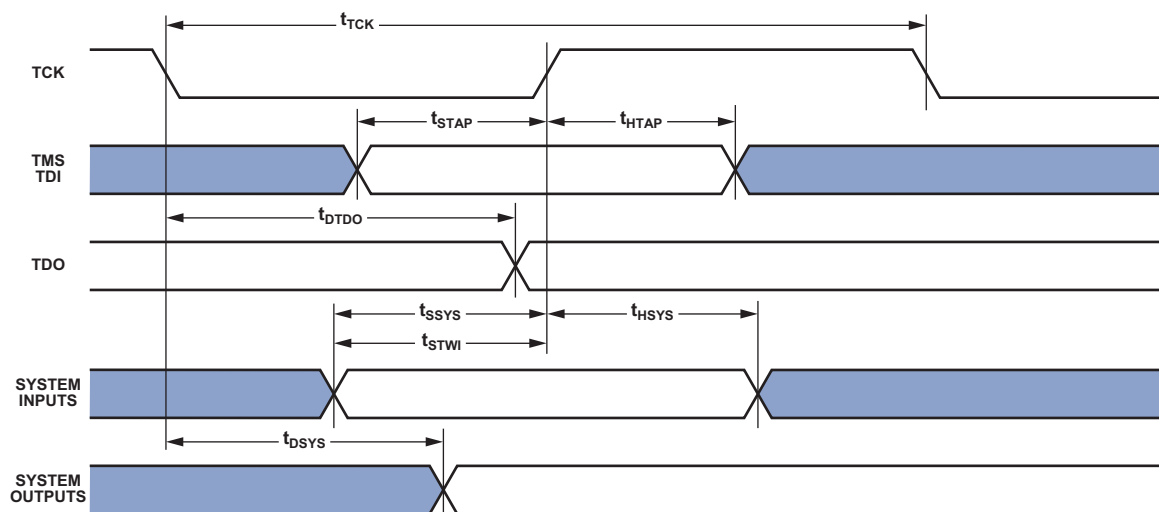 tTCK
TCK
tSTAP
tHTAP
TMS
TDI
tDTDO
TDO
tSSYS
tHSYS
tSTWI
SYSTEM
INPUTS
tDSYS
SYSTEM
OUTPUTS